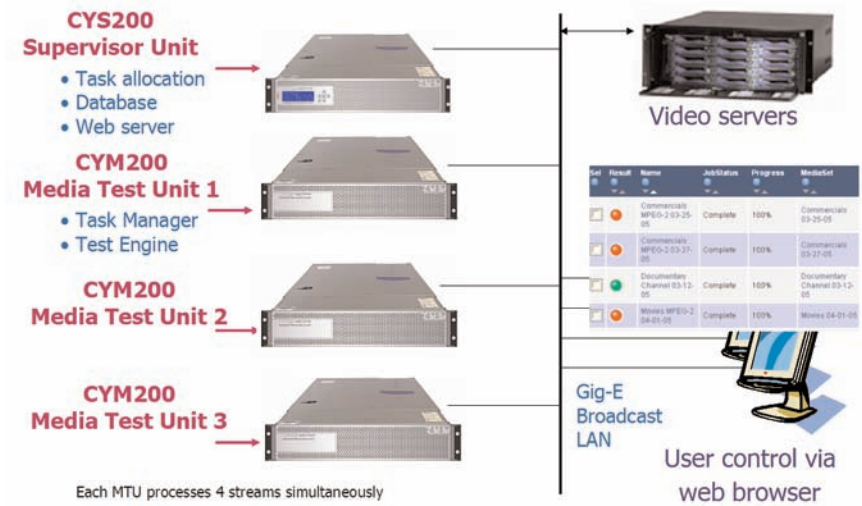 CYS200
Supervisor Unit
• Task allocation
• Database
• Web server
CYM200
Media Test Unit 1
• Task Manager
• Test Engine
CYM200
Media Test Unit 2
CYM200
Media Test Unit 3
Each MTU processes 4 streams simultaneously
Video servers
Sel Result Name JobStatus Progress MediaSet
Commercials MPEG-2 03-25-05 Complete 100% Commercials 03-25-05
Commercials MPEG-2 03-27-05 Complete 100% Commercials 03-27-05
Documentary Channel 03-12-05 Complete 100% Documentary Channel 03-12-05
Movies MPEG-2 04-01-05 Complete 100% Movies 04-01-05
Gig-E
Broadcast
LAN
User control via
web browser